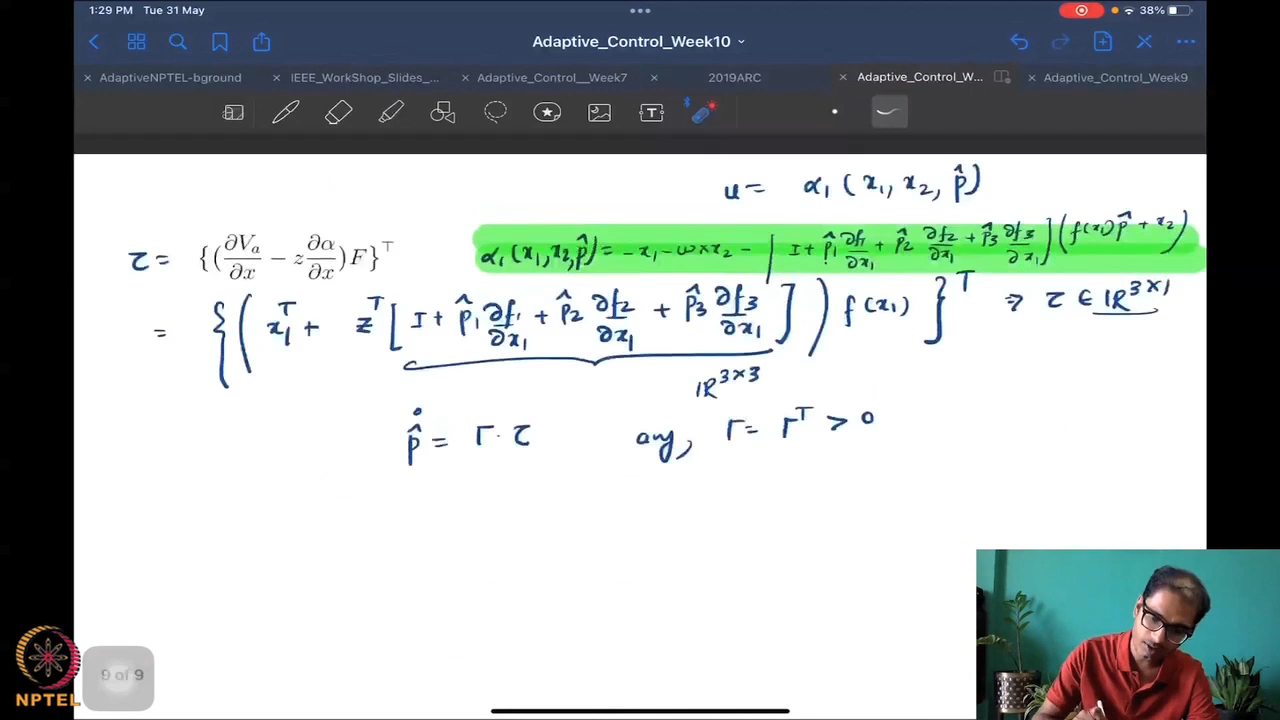 1:29 PM Tue 31 May
38%
Adaptive_Control_Week10
AdaptiveNPTEL-bground
IEEE_WorkShop_Slides_...
Adaptive_Control__Week7
2019ARC
Adaptive_Control_W...
Adaptive_Control_Week9
u = α₁ (x₁, x₂, p̂)
τ = {(∂Vₐ/∂x − z ∂α/∂x)F}⊤
α₁(x₁,x₂,p̂) = −x₁ − ω×x₂ − [I + p̂₁ ∂f₁/∂x₁ + p̂₂ ∂f₂/∂x₁ + p̂₃ ∂f₃/∂x₁](f(x₁)p̂ + x₂)
= {(x₁ᵀ + zᵀ[I + p̂₁ ∂f₁/∂x₁ + p̂₂ ∂f₂/∂x₁ + p̂₃ ∂f₃/∂x₁]) f(x₁)}ᵀ ⇒ τ ∈ ℝ³ˣ¹
ℝ³ˣ³
p̂̇ = Γ·τ any, Γ = Γᵀ > 0
9 of 9
NPTEL